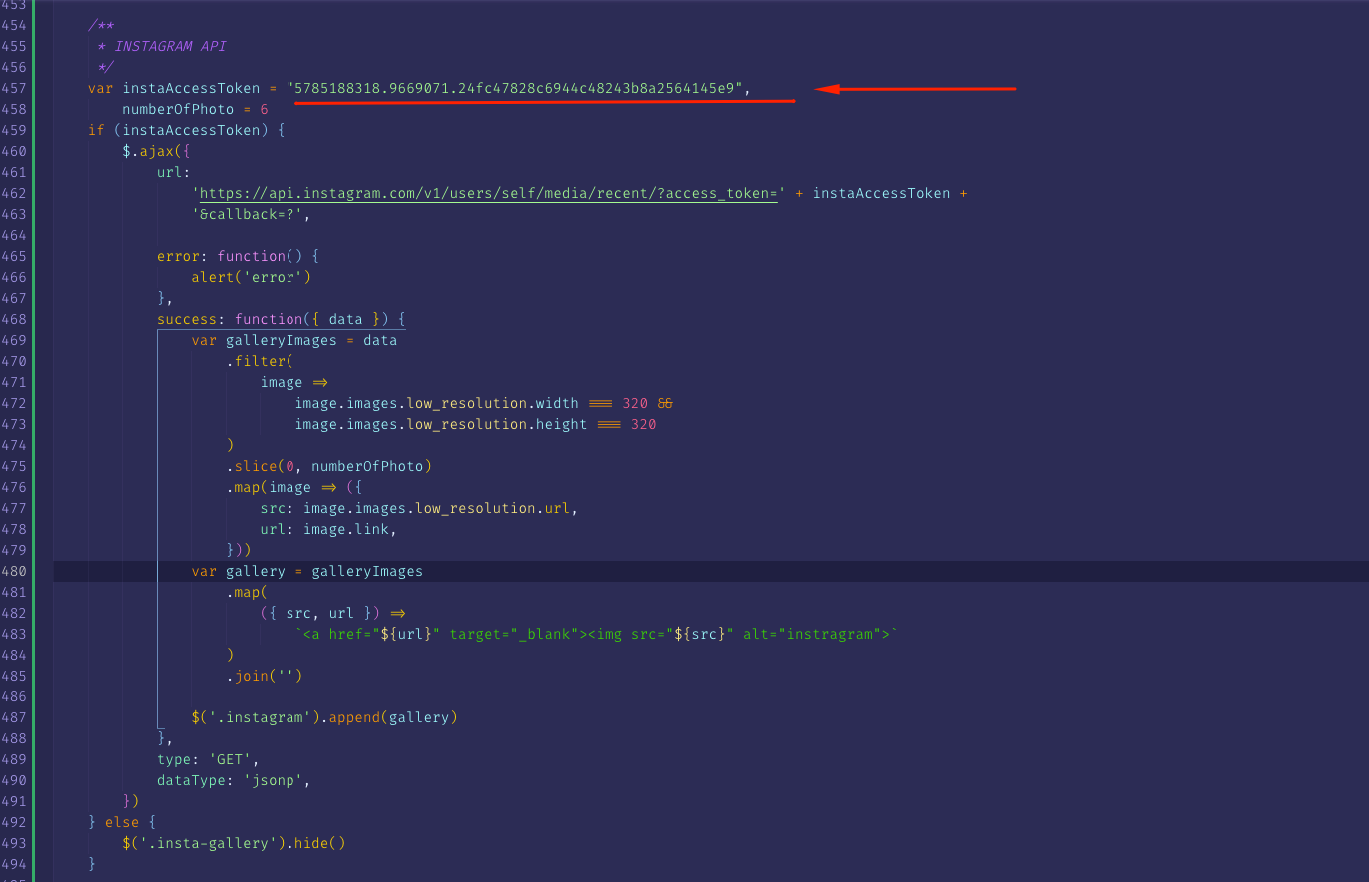 453
454 /**
455 * INSTAGRAM API
456 */
457 var instaAccessToken = '5785188318.9669071.24fc47828c6944c48243b8a2564145e9",
458 numberOfPhoto = 6
459 if (instaAccessToken) {
460 $.ajax({
461 url:
462 'https://api.instagram.com/v1/users/self/media/recent/?access_token=' + instaAccessToken +
463 '&callback=?',
464
465 error: function() {
466 alert('error')
467 },
468 success: function({ data }) {
469 var galleryImages = data
470 .filter(
471 image =>
472 image.images.low_resolution.width === 320 &&
473 image.images.low_resolution.height === 320
474 )
475 .slice(0, numberOfPhoto)
476 .map(image => ({
477 src: image.images.low_resolution.url,
478 url: image.link,
479 }))
480 var gallery = galleryImages
481 .map(
482 ({ src, url }) =>
483 `<a href="${url}" target="_blank"><img src="${src}" alt="instragram">`
484 )
485 .join('')
486
487 $('.instagram').append(gallery)
488 },
489 type: 'GET',
490 dataType: 'jsonp',
491 })
492 } else {
493 $('.insta-gallery').hide()
494 }